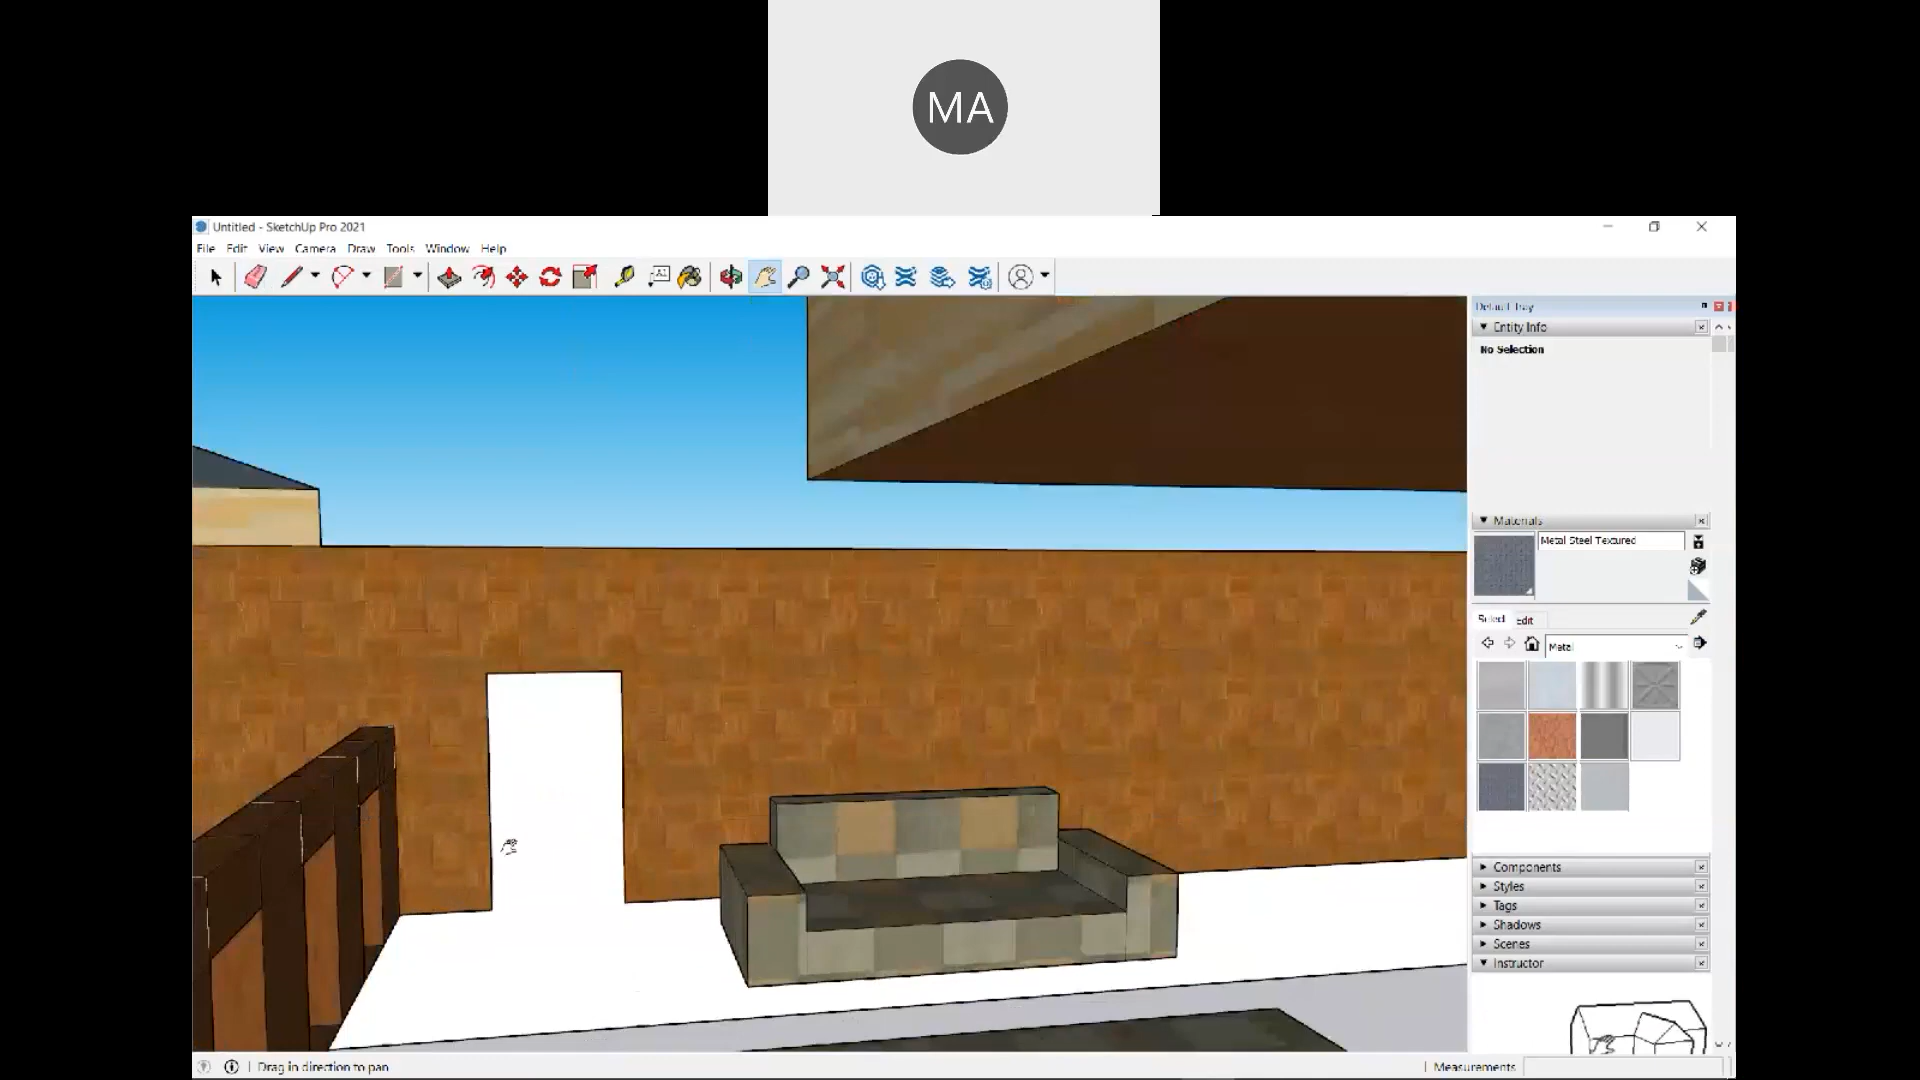 MA
Untitled - SketchUp Pro 2021
File Edit View Camera Draw Tools Window Help
Default Tray
Entity Info
No Selection
Materials
Metal Steel Textured
Select Edit
Metal
Components
Styles
Tags
Shadows
Scenes
Instructor
Drag in direction to pan
Measurements